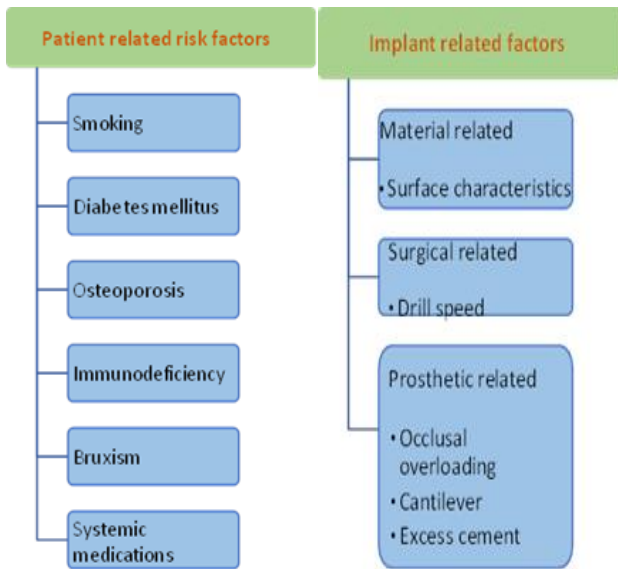 Patient related risk factors
Smoking
Diabetes mellitus
Osteoporosis
Immunodeficiency
Bruxism
Systemic
medications
Implant related factors
Material related
• Surface characteristics
Surgical related
• Drill speed
Prosthetic related
• Occlusal
overloading
• Cantilever
• Excess cement